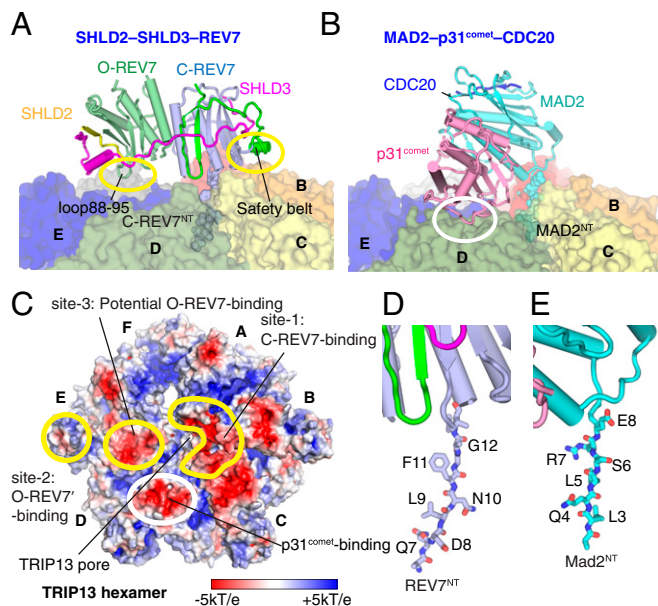 A
SHLD2–SHLD3–REV7
O-REV7
C-REV7
SHLD3
SHLD2
loop88-95
C-REV7NT
Safety belt
E
D
B
C
B
MAD2–p31comet–CDC20
CDC20
MAD2
p31comet
MAD2NT
E
D
B
C
C
site-3: Potential O-REV7-binding
site-1:
C-REV7-binding
F
A
E
B
site-2:
O-REV7'
-binding
D
C
TRIP13 pore
p31comet-binding
TRIP13 hexamer
-5kT/e
+5kT/e
D
G12
F11
L9
N10
Q7
D8
REV7NT
E
E8
R7
S6
L5
Q4
L3
Mad2NT